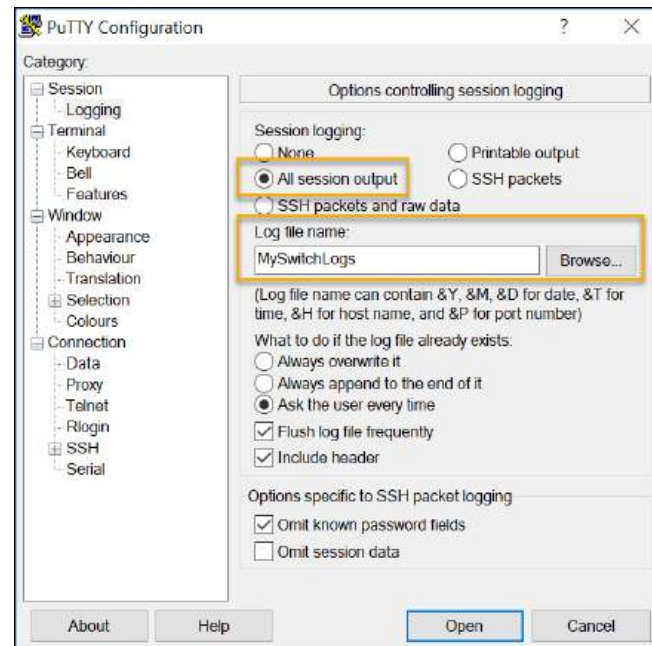 PuTTY Configuration
Category:
Session
Logging
Terminal
Keyboard
Bell
Features
Window
Appearance
Behaviour
Translation
Selection
Colours
Connection
Data
Proxy
Telnet
Rlogin
SSH
Serial
Options controlling session logging
Session logging:
None
Printable output
All session output
SSH packets
SSH packets and raw data
Log file name:
MySwitchLogs
Browse...
(Log file name can contain &Y, &M, &D for date, &T for
time, &H for host name, and &P for port number)
What to do if the log file already exists:
Always overwrite it
Always append to the end of it
Ask the user every time
Flush log file frequently
Include header
Options specific to SSH packet logging
Omit known password fields
Omit session data
About
Help
Open
Cancel